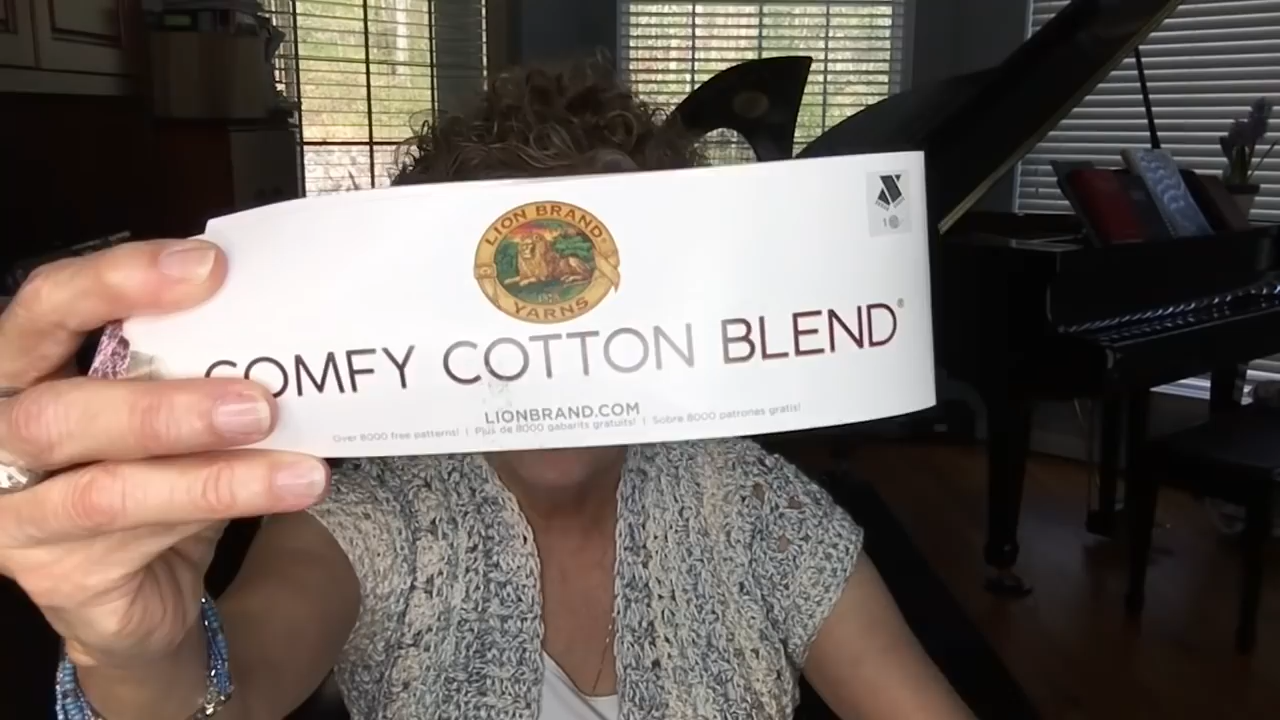 LION BRAND®
1878
YARNS
COMFY COTTON BLEND®
LIONBRAND.COM
Over 8000 free patterns! | Plus de 8000 gabarits gratuits! | Sobre 8000 patrones gratis!